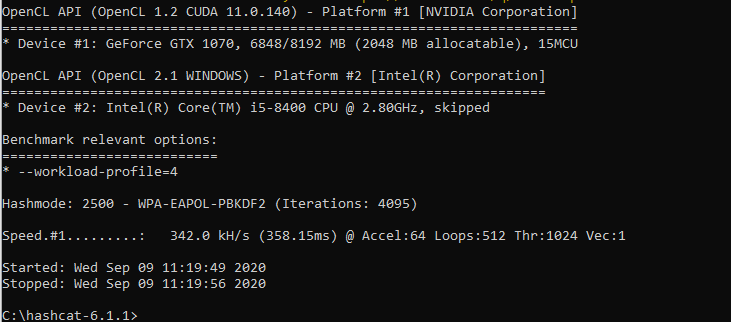 OpenCL API (OpenCL 1.2 CUDA 11.0.140) - Platform #1 [NVIDIA Corporation]
========================================================================
* Device #1: GeForce GTX 1070, 6848/8192 MB (2048 MB allocatable), 15MCU
OpenCL API (OpenCL 2.1 WINDOWS) - Platform #2 [Intel(R) Corporation]
====================================================================
* Device #2: Intel(R) Core(TM) i5-8400 CPU @ 2.80GHz, skipped
Benchmark relevant options:
===========================
* --workload-profile=4
Hashmode: 2500 - WPA-EAPOL-PBKDF2 (Iterations: 4095)
Speed.#1.........:   342.0 kH/s (358.15ms) @ Accel:64 Loops:512 Thr:1024 Vec:1
Started: Wed Sep 09 11:19:49 2020
Stopped: Wed Sep 09 11:19:56 2020
C:\hashcat-6.1.1>